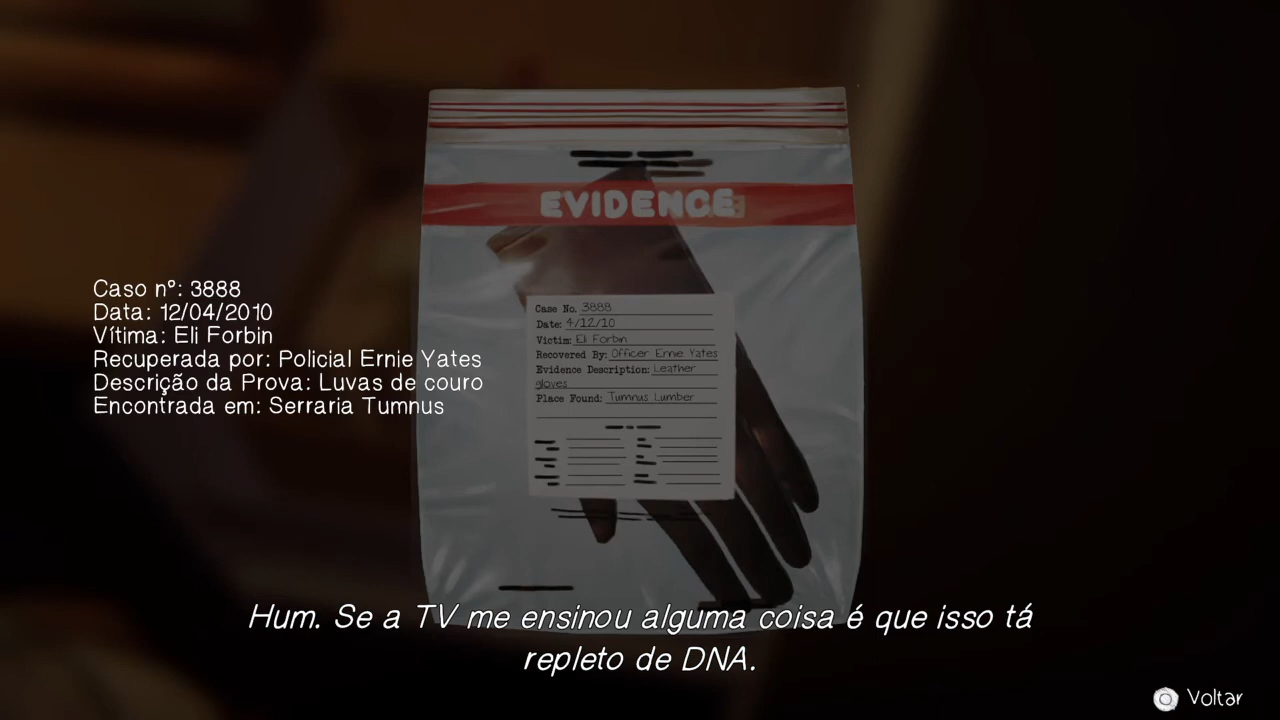 EVIDENCE
Caso nº: 3888
Data: 12/04/2010
Vítima: Eli Forbin
Recuperada por: Policial Ernie Yates
Descrição da Prova: Luvas de couro
Encontrada em: Serraria Tumnus
Case No. 3888
Date: 4/12/10
Victim: Eli Forbin
Recovered By: Officer Ernie Yates
Evidence Description: Leather
gloves
Place Found: Tumnus Lumber
Hum. Se a TV me ensinou alguma coisa é que isso tá
repleto de DNA.
Voltar